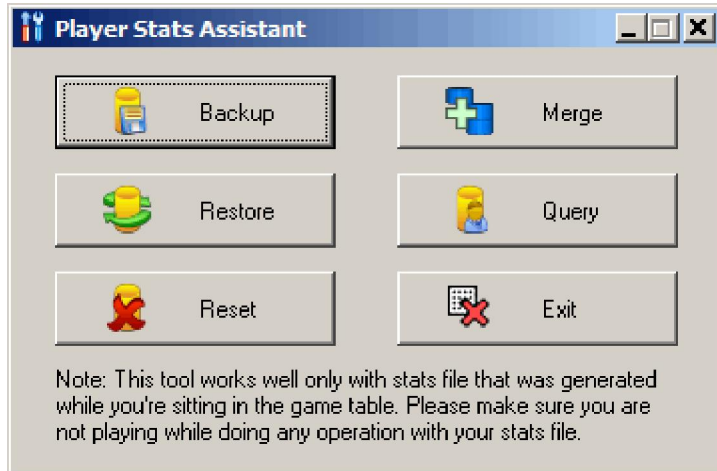 Player Stats Assistant
Backup
Merge
Restore
Query
Reset
Exit
Note: This tool works well only with stats file that was generated
while you're sitting in the game table. Please make sure you are
not playing while doing any operation with your stats file.